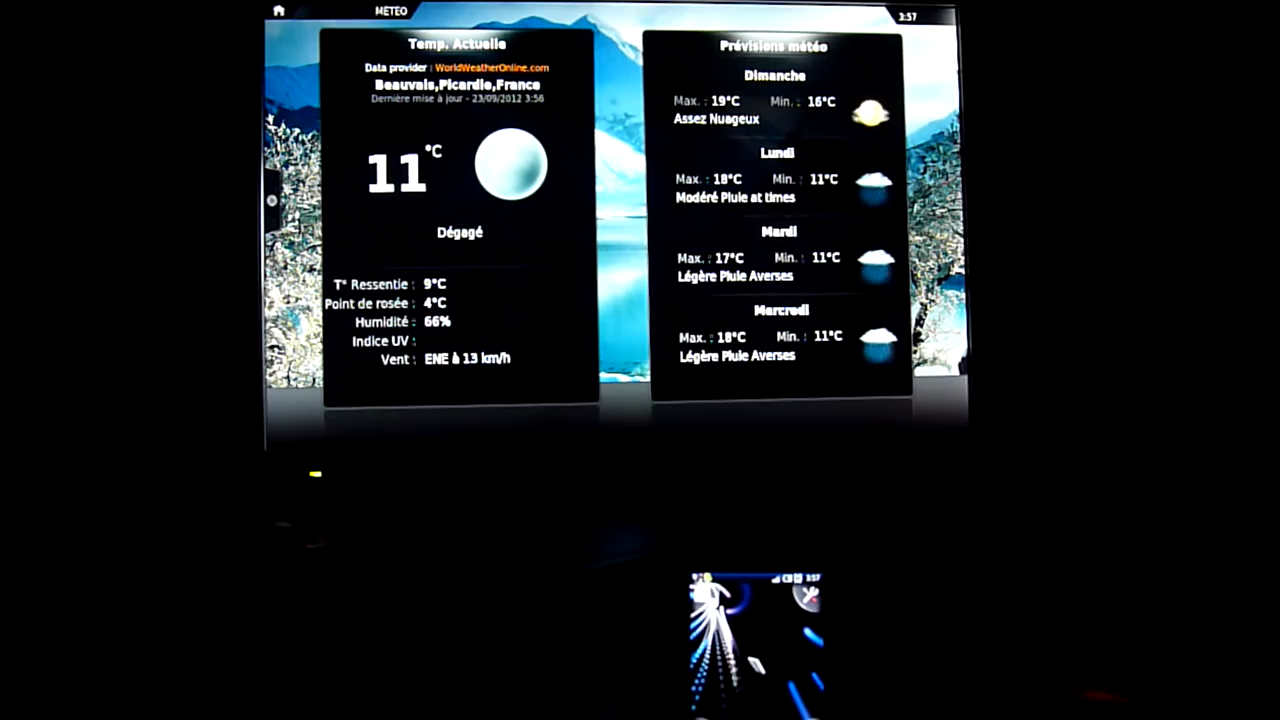 MÉTEO
3:57
Temp. Actuelle
Data provider : WorldWeatherOnline.com
Beauvais,Picardie,France
Dernière mise à jour - 23/09/2012 3:56
11°C
Dégagé
T° Ressentie : 9°C
Point de rosée : 4°C
Humidité : 66%
Indice UV :
Vent : ENE à 13 km/h
Prévisions météo
Dimanche
Max. : 19°C Min. : 16°C
Assez Nuageux
Lundi
Max. : 18°C Min. : 11°C
Modéré Pluie at times
Mardi
Max. : 17°C Min. : 11°C
Légère Pluie Averses
Mercredi
Max. : 18°C Min. : 11°C
Légère Pluie Averses
3:57